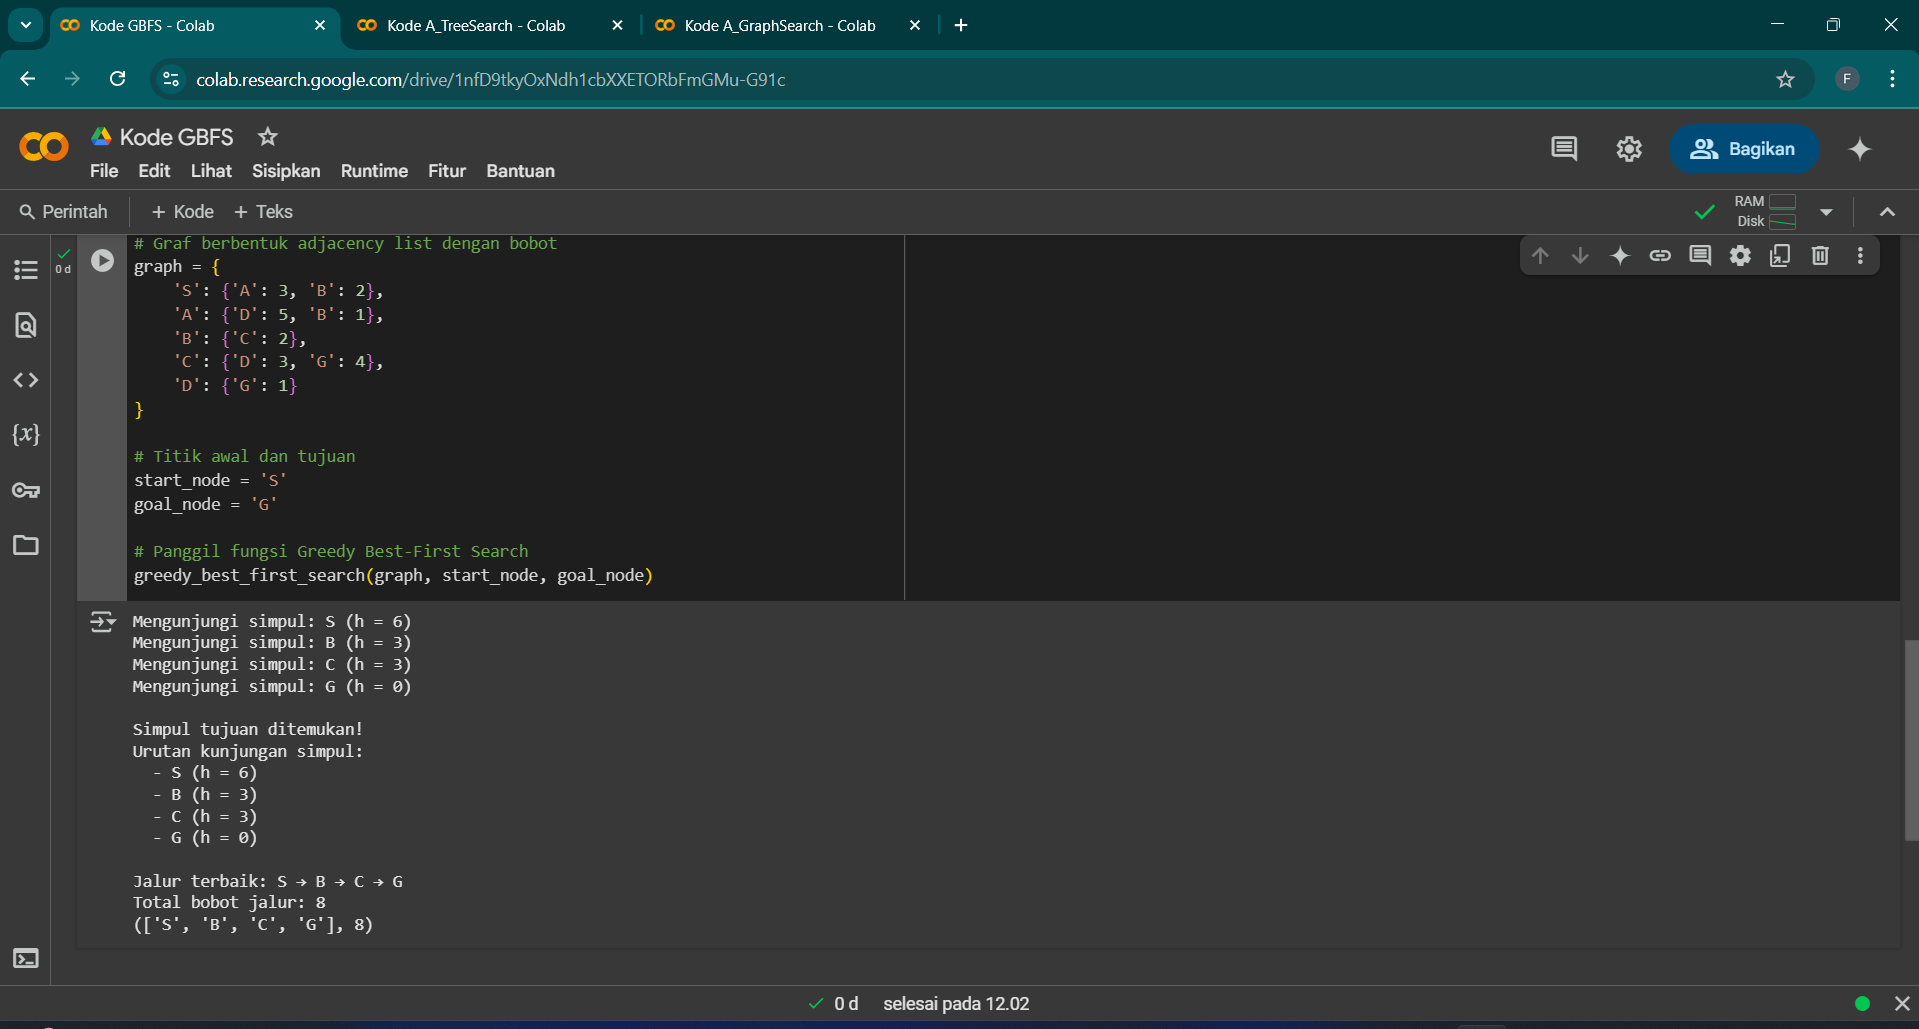 Kode GBFS - Colab
Kode A_TreeSearch - Colab
Kode A_GraphSearch - Colab
colab.research.google.com/drive/1nfD9tkyOxNdh1cbXXETORbFmGMu-G91c
F
Kode GBFS
File Edit Lihat Sisipkan Runtime Fitur Bantuan
Bagikan
Perintah + Kode + Teks
RAM
Disk
0 d
# Graf berbentuk adjacency list dengan bobot
graph = {
    'S': {'A': 3, 'B': 2},
    'A': {'D': 5, 'B': 1},
    'B': {'C': 2},
    'C': {'D': 3, 'G': 4},
    'D': {'G': 1}
}
# Titik awal dan tujuan
start_node = 'S'
goal_node = 'G'
# Panggil fungsi Greedy Best-First Search
greedy_best_first_search(graph, start_node, goal_node)
Mengunjungi simpul: S (h = 6)
Mengunjungi simpul: B (h = 3)
Mengunjungi simpul: C (h = 3)
Mengunjungi simpul: G (h = 0)
Simpul tujuan ditemukan!
Urutan kunjungan simpul:
  - S (h = 6)
  - B (h = 3)
  - C (h = 3)
  - G (h = 0)
Jalur terbaik: S → B → C → G
Total bobot jalur: 8
(['S', 'B', 'C', 'G'], 8)
0 d selesai pada 12.02